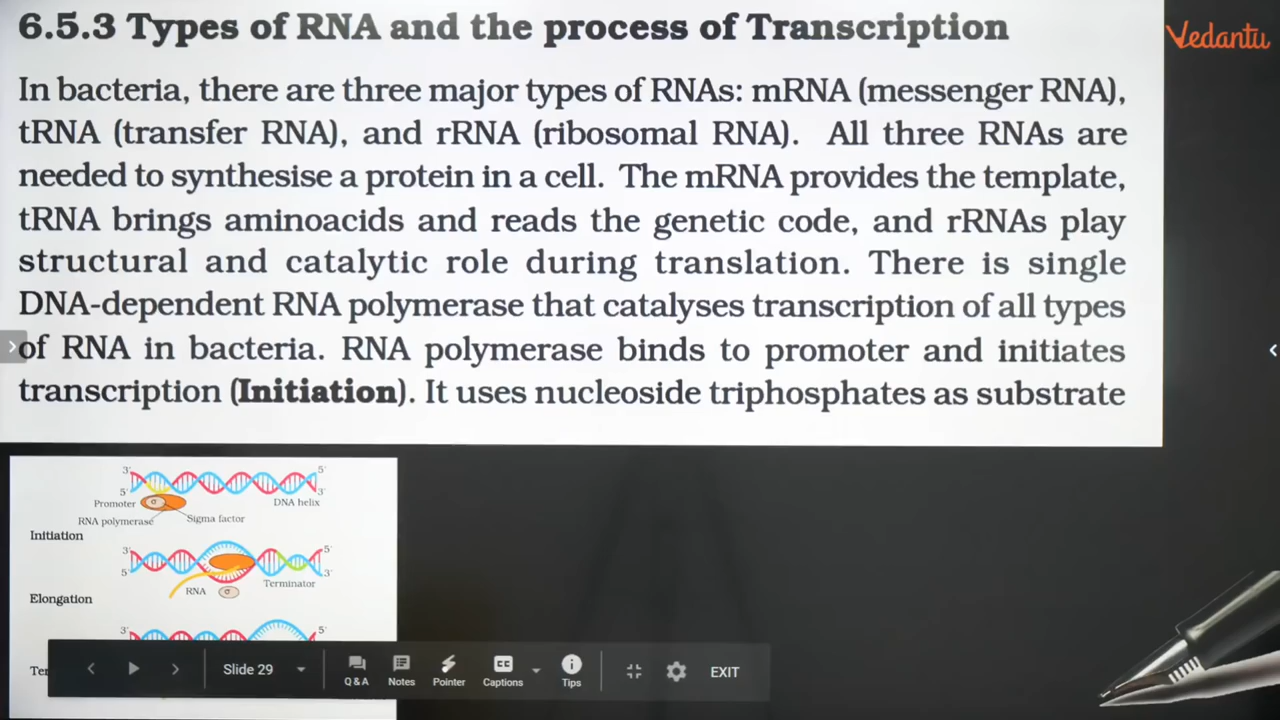 6.5.3 Types of RNA and the process of Transcription
Vedantu
In bacteria, there are three major types of RNAs: mRNA (messenger RNA),
tRNA (transfer RNA), and rRNA (ribosomal RNA). All three RNAs are
needed to synthesise a protein in a cell. The mRNA provides the template,
tRNA brings aminoacids and reads the genetic code, and rRNAs play
structural and catalytic role during translation. There is single
DNA-dependent RNA polymerase that catalyses transcription of all types
of RNA in bacteria. RNA polymerase binds to promoter and initiates
transcription (Initiation). It uses nucleoside triphosphates as substrate
3′ 5′
5′ 3′
Promoter σ DNA helix
RNA polymerase Sigma factor
Initiation
3′ 5′
5′ 3′
Terminator
RNA σ
Elongation
3′ 5′
Ter
Slide 29
Q&A Notes Pointer CC Captions Tips EXIT